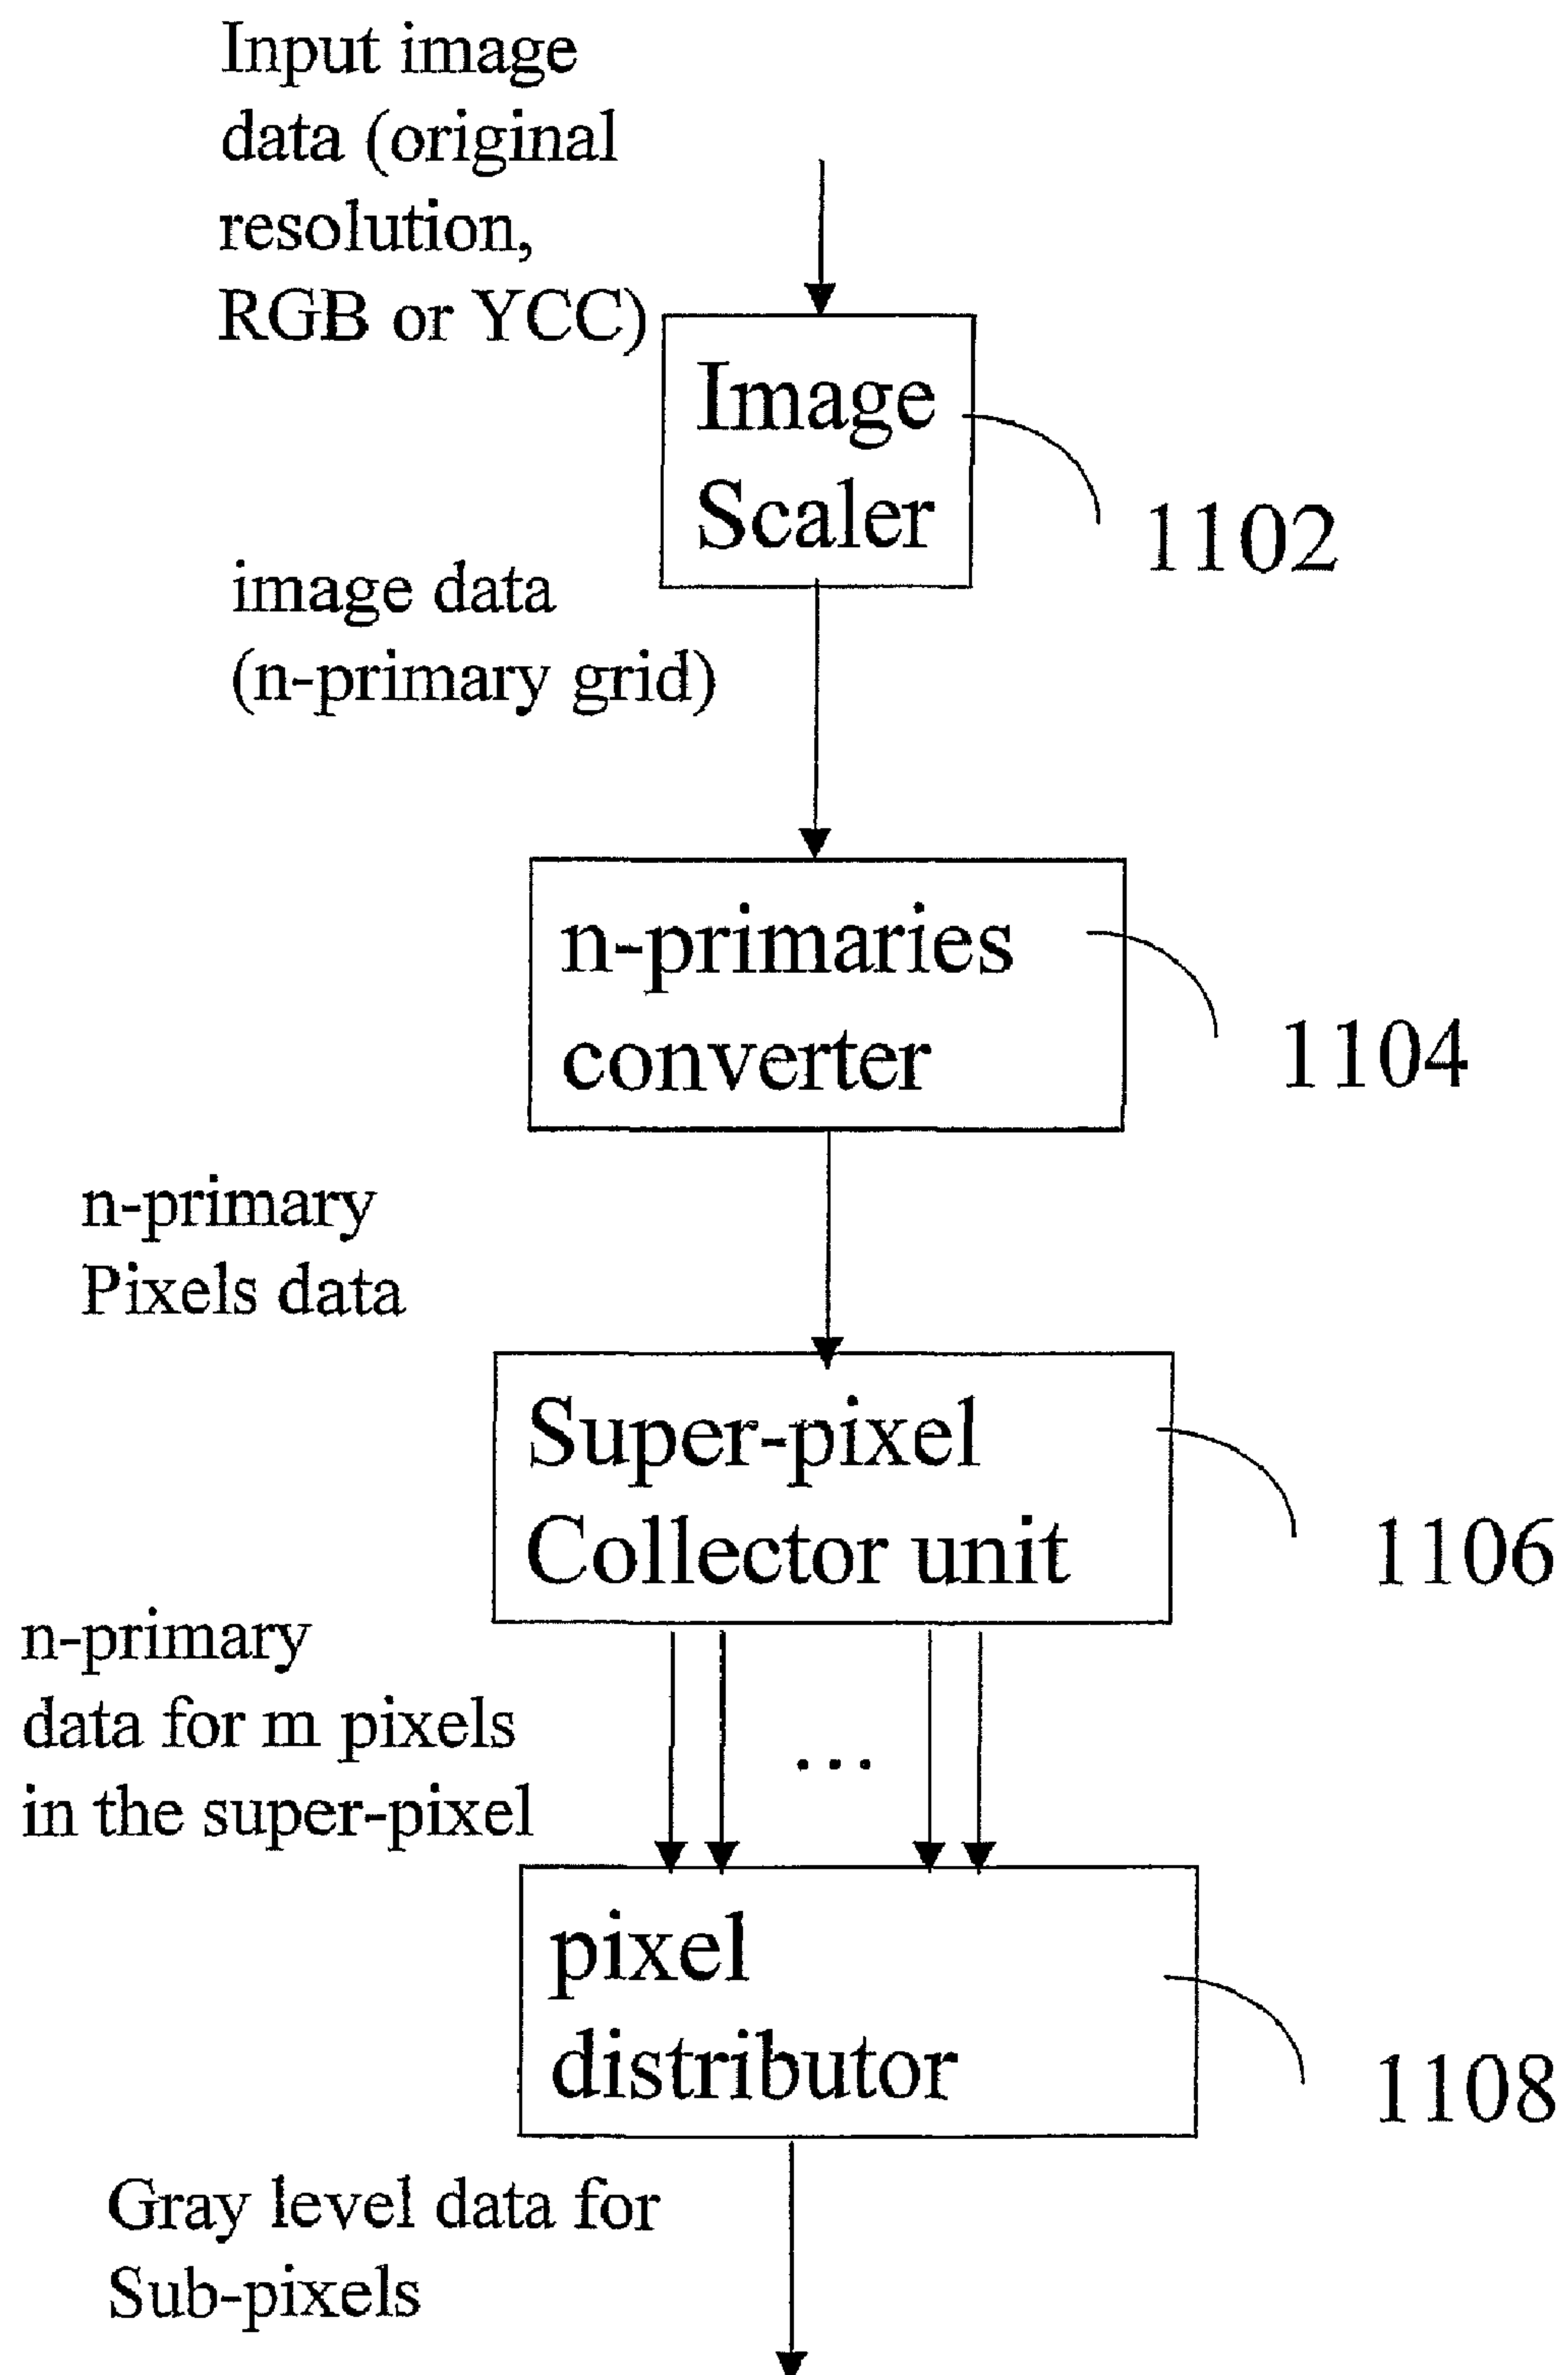 Input image
data (original
resolution,
RGB or YCC)
Image
Scaler
1102
image data
(n-primary grid)
n-primaries
converter
1104
n-primary
Pixels data
Super-pixel
Collector unit
1106
n-primary
data for m pixels
in the super-pixel
...
pixel
distributor
1108
Gray level data for
Sub-pixels